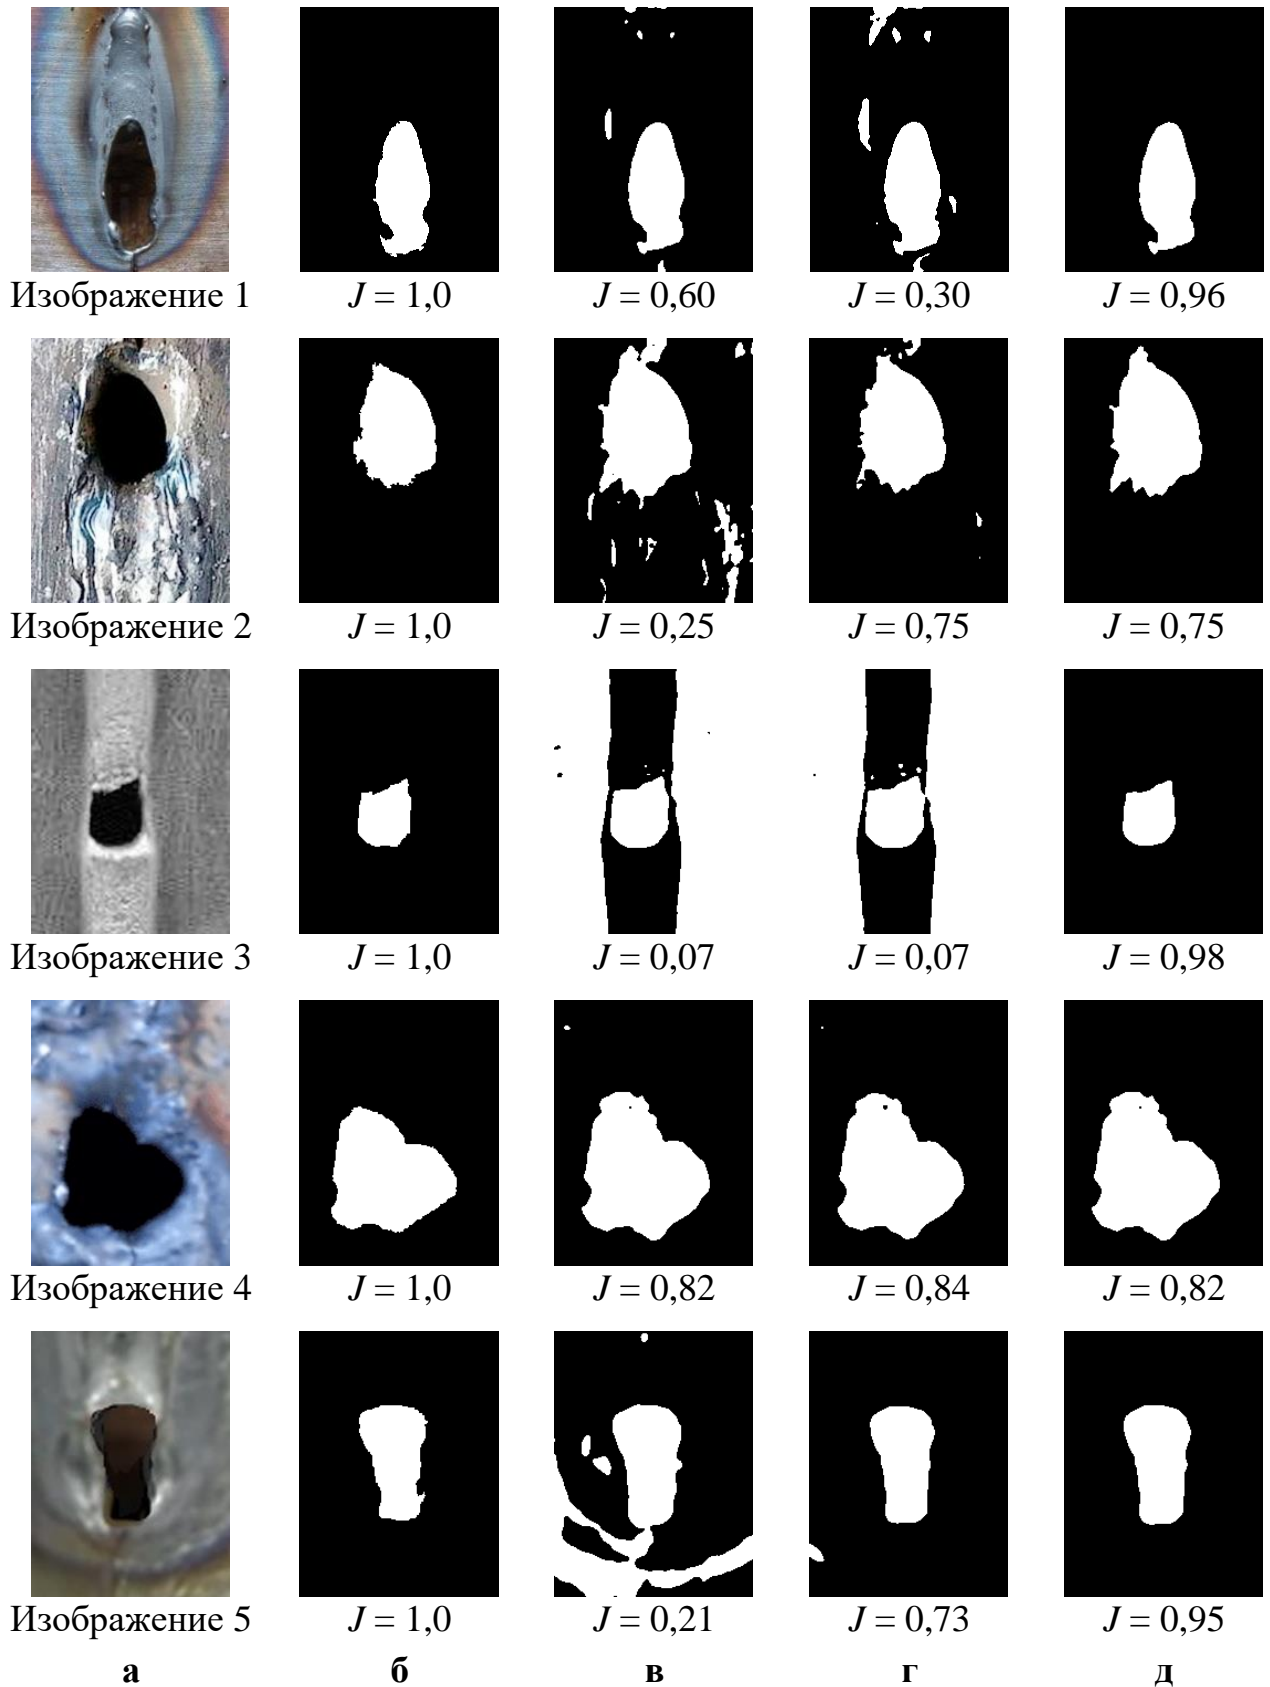 Изображение 1 J = 1,0 J = 0,60 J = 0,30 J = 0,96
Изображение 2 J = 1,0 J = 0,25 J = 0,75 J = 0,75
Изображение 3 J = 1,0 J = 0,07 J = 0,07 J = 0,98
Изображение 4 J = 1,0 J = 0,82 J = 0,84 J = 0,82
Изображение 5 J = 1,0 J = 0,21 J = 0,73 J = 0,95
а б в г д